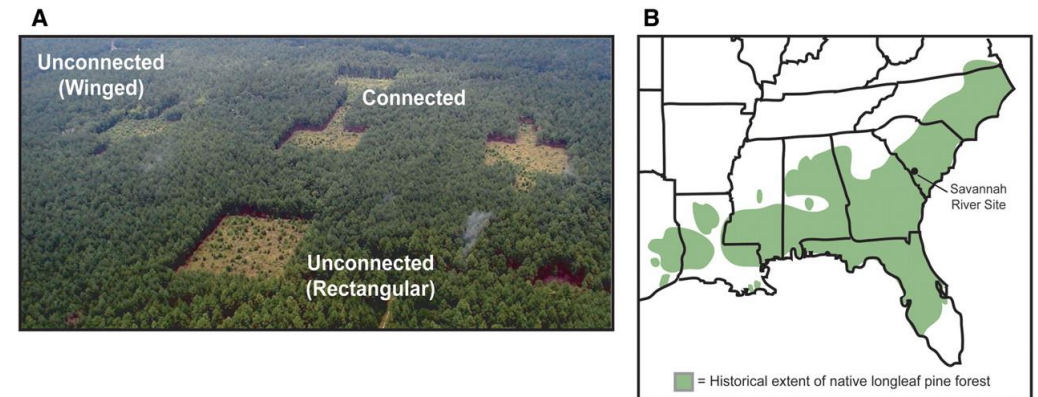 A
Unconnected
(Winged)
Connected
Unconnected
(Rectangular)
B
Savannah
River Site
= Historical extent of native longleaf pine forest